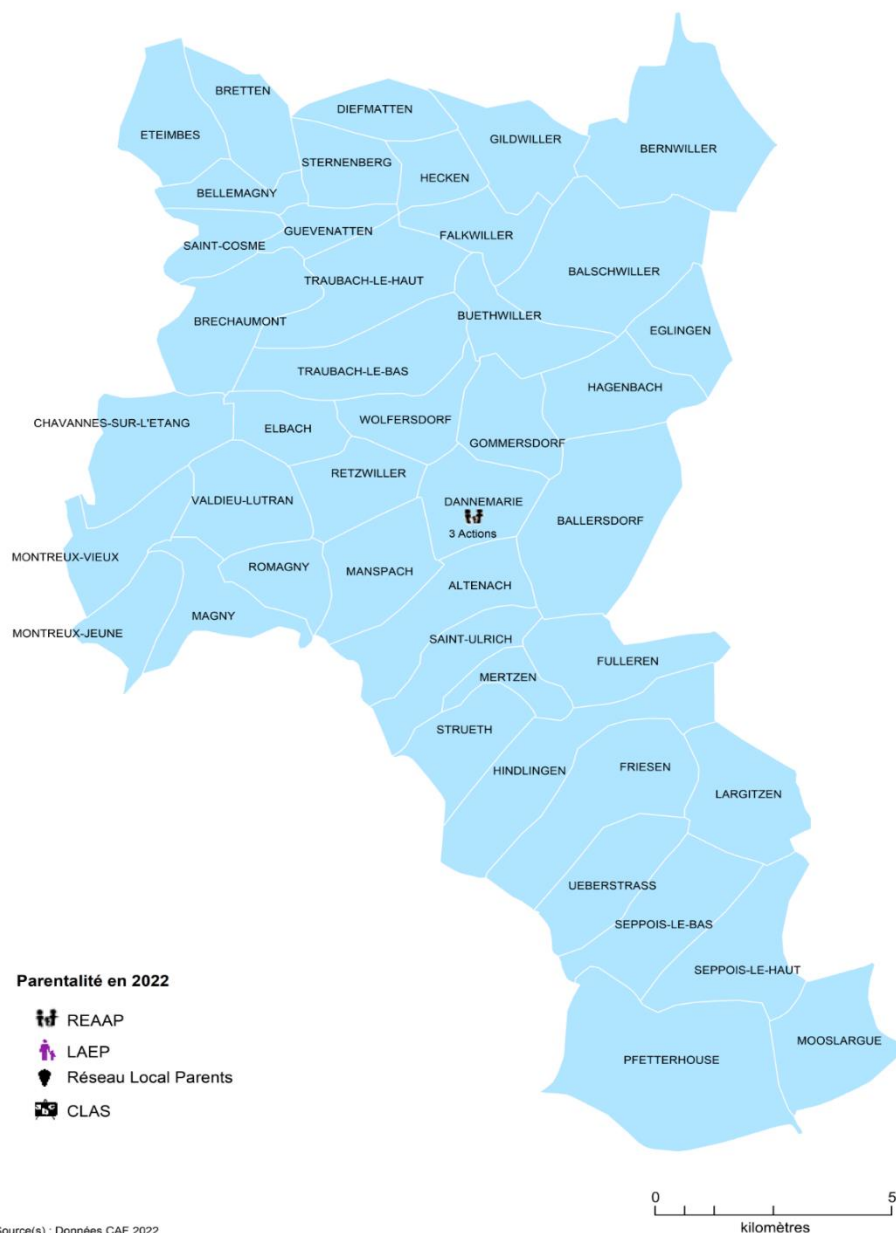 BRETTEN
DIEFMATTEN
ETEIMBES
GILDWILLER
BERNWILLER
STERNENBERG
HECKEN
BELLEMAGNY
GUEVENATTEN
FALKWILLER
SAINT-COSME
BALSCHWILLER
TRAUBACH-LE-HAUT
BUETHWILLER
BRECHAUMONT
EGLINGEN
TRAUBACH-LE-BAS
HAGENBACH
CHAVANNES-SUR-L'ETANG
WOLFERSDORF
ELBACH
GOMMERSDORF
RETZWILLER
VALDIEU-LUTRAN
DANNEMARIE
3 Actions
BALLERSDORF
MONTREUX-VIEUX
ROMAGNY
MANSPACH
ALTENACH
MAGNY
MONTREUX-JEUNE
SAINT-ULRICH
FULLEREN
MERTZEN
STRUETH
HINDLINGEN
FRIESEN
LARGITZEN
UEBERSTRASS
SEPPOIS-LE-BAS
SEPPOIS-LE-HAUT
MOOSLARGUE
PFETTERHOUSE
Parentalité en 2022
REAAP
LAEP
Réseau Local Parents
abc CLAS
0 5
kilomètres
Source(s) : Données CAF 2022